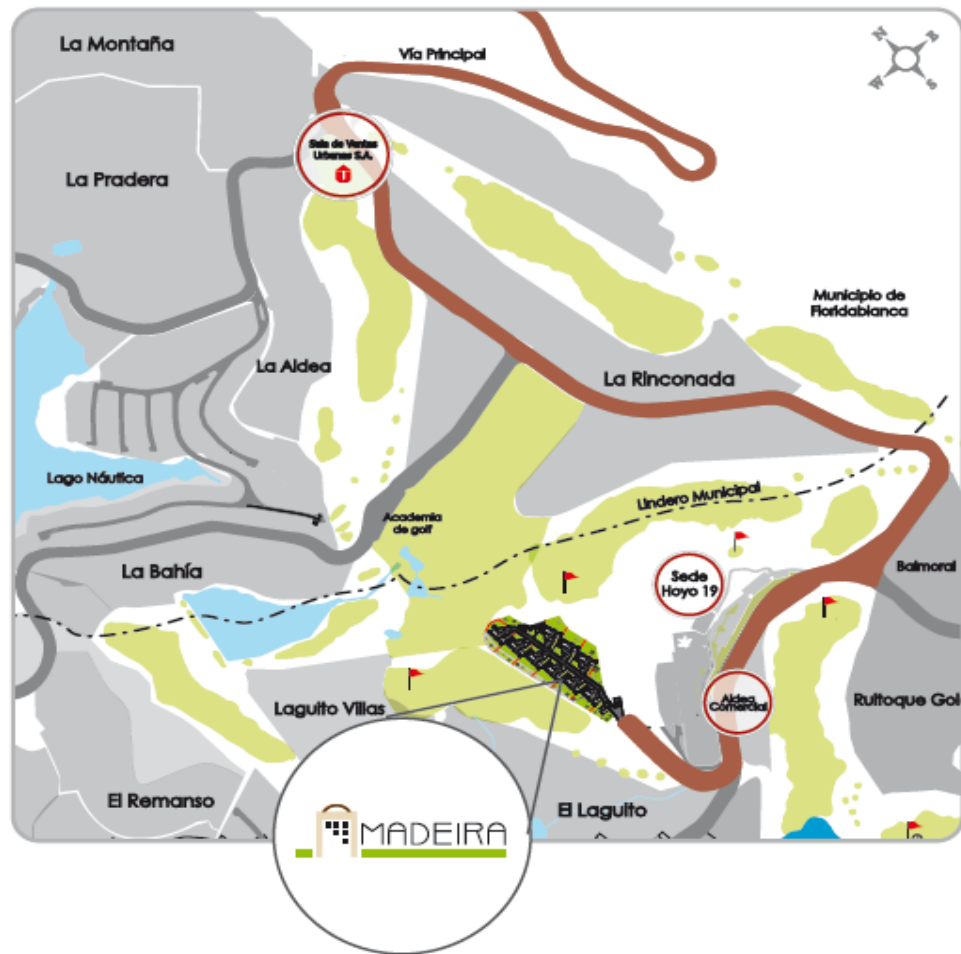 La Montaña
Vía Principal
N
N
W
S
Sala de Ventas
Urbanas S.A.
La Pradera
Municipio de
Floridablanca
La Aldea
La Rinconada
Lago Náutica
Lindero Municipal
Academia
de golf
La Bahía
Sede
Hoyo 19
Balmoral
Laguito Villas
Aldea
Comercial
Ruitoque Gol
El Remanso
El Laguito
MADEIRA